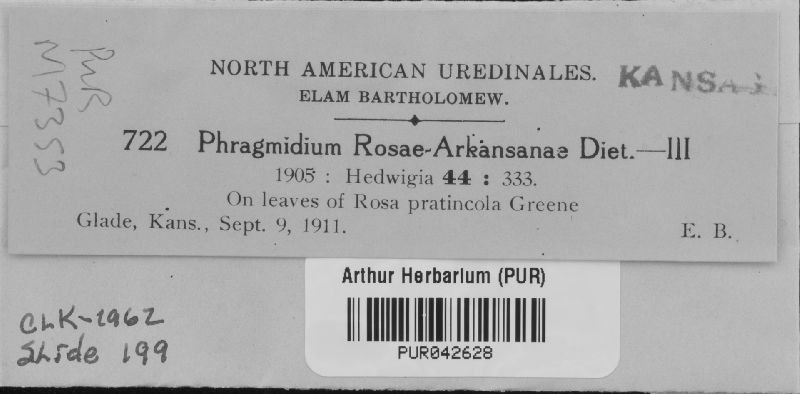 PUR
M7353
NORTH AMERICAN UREDINALES.
KANSAS
ELAM BARTHOLOMEW.
722 Phragmidium Rosae-Arkansanae Diet.—III
1905 : Hedwigia 44 : 333.
On leaves of Rosa pratincola Greene
Glade, Kans., Sept. 9, 1911.
E. B.
Arthur Herbarium (PUR)
PUR042628
CLK-1962
Slide 199